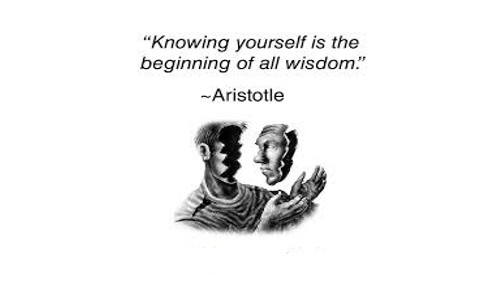 “Knowing yourself is the
beginning of all wisdom.”
~Aristotle